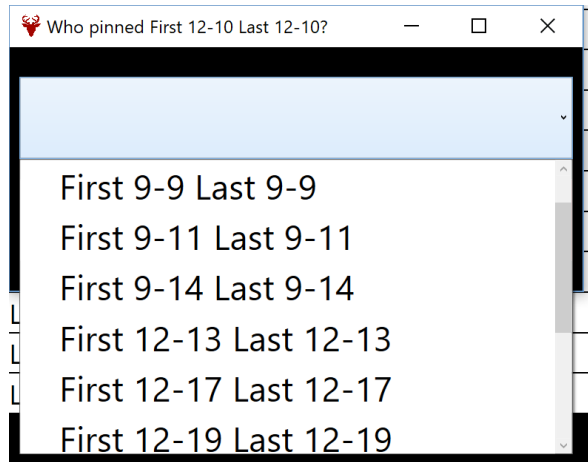 Who pinned First 12-10 Last 12-10?
First 9-9 Last 9-9
First 9-11 Last 9-11
First 9-14 Last 9-14
First 12-13 Last 12-13
First 12-17 Last 12-17
First 12-19 Last 12-19